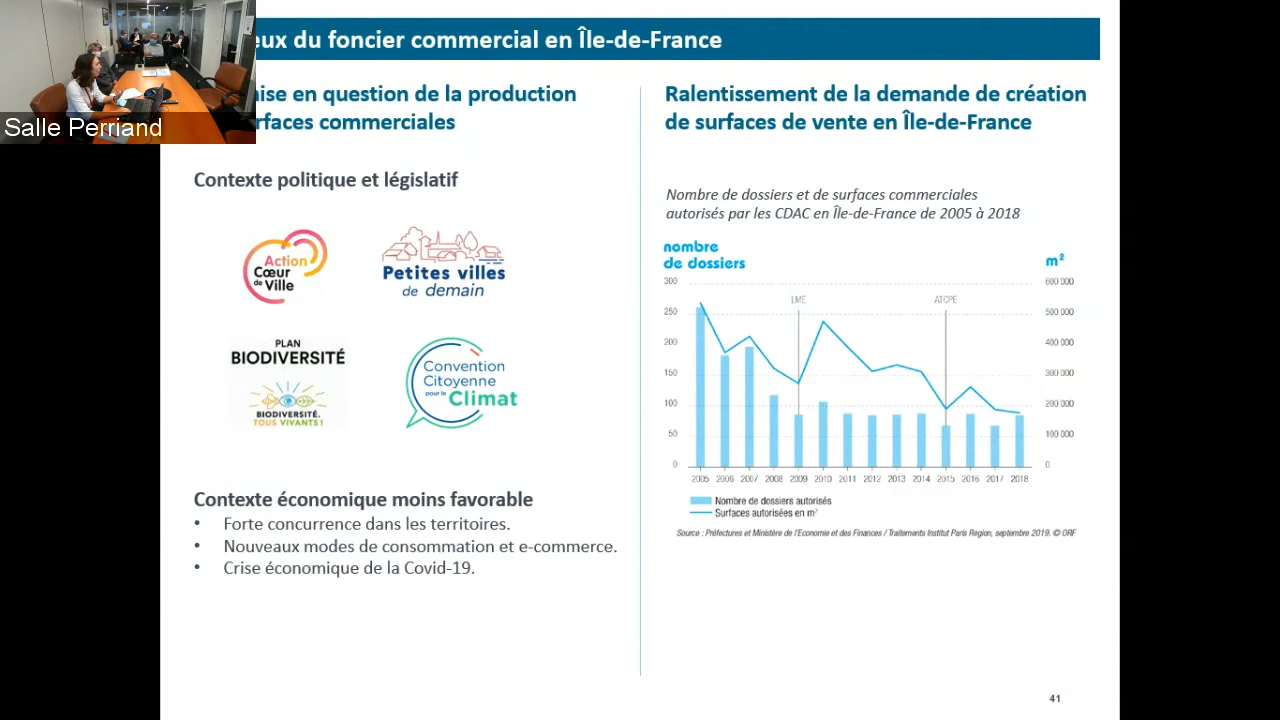 eux du foncier commercial en Île-de-France
Salle Perriand
ise en question de la production
rfaces commerciales
Contexte politique et législatif
Action
Cœur
de Ville
Petites villes
de demain
PLAN
BIODIVERSITÉ
BIODIVERSITÉ.
TOUS VIVANTS !
Convention
Citoyenne
pour le Climat
Contexte économique moins favorable
• Forte concurrence dans les territoires.
• Nouveaux modes de consommation et e-commerce.
• Crise économique de la Covid-19.
Ralentissement de la demande de création
de surfaces de vente en Île-de-France
Nombre de dossiers et de surfaces commerciales
autorisés par les CDAC en Île-de-France de 2005 à 2018
nombre
de dossiers
m²
300 600 000
LME ATCPE
250 500 000
200 400 000
150 300 000
100 200 000
50 100 000
0 0
2005 2006 2007 2008 2009 2010 2011 2012 2013 2014 2015 2016 2017 2018
Nombre de dossiers autorisés
Surfaces autorisées en m²
Source : Préfectures et Ministère de l'Economie et des Finances / Traitements Institut Paris Region, septembre 2019. © ORF
41